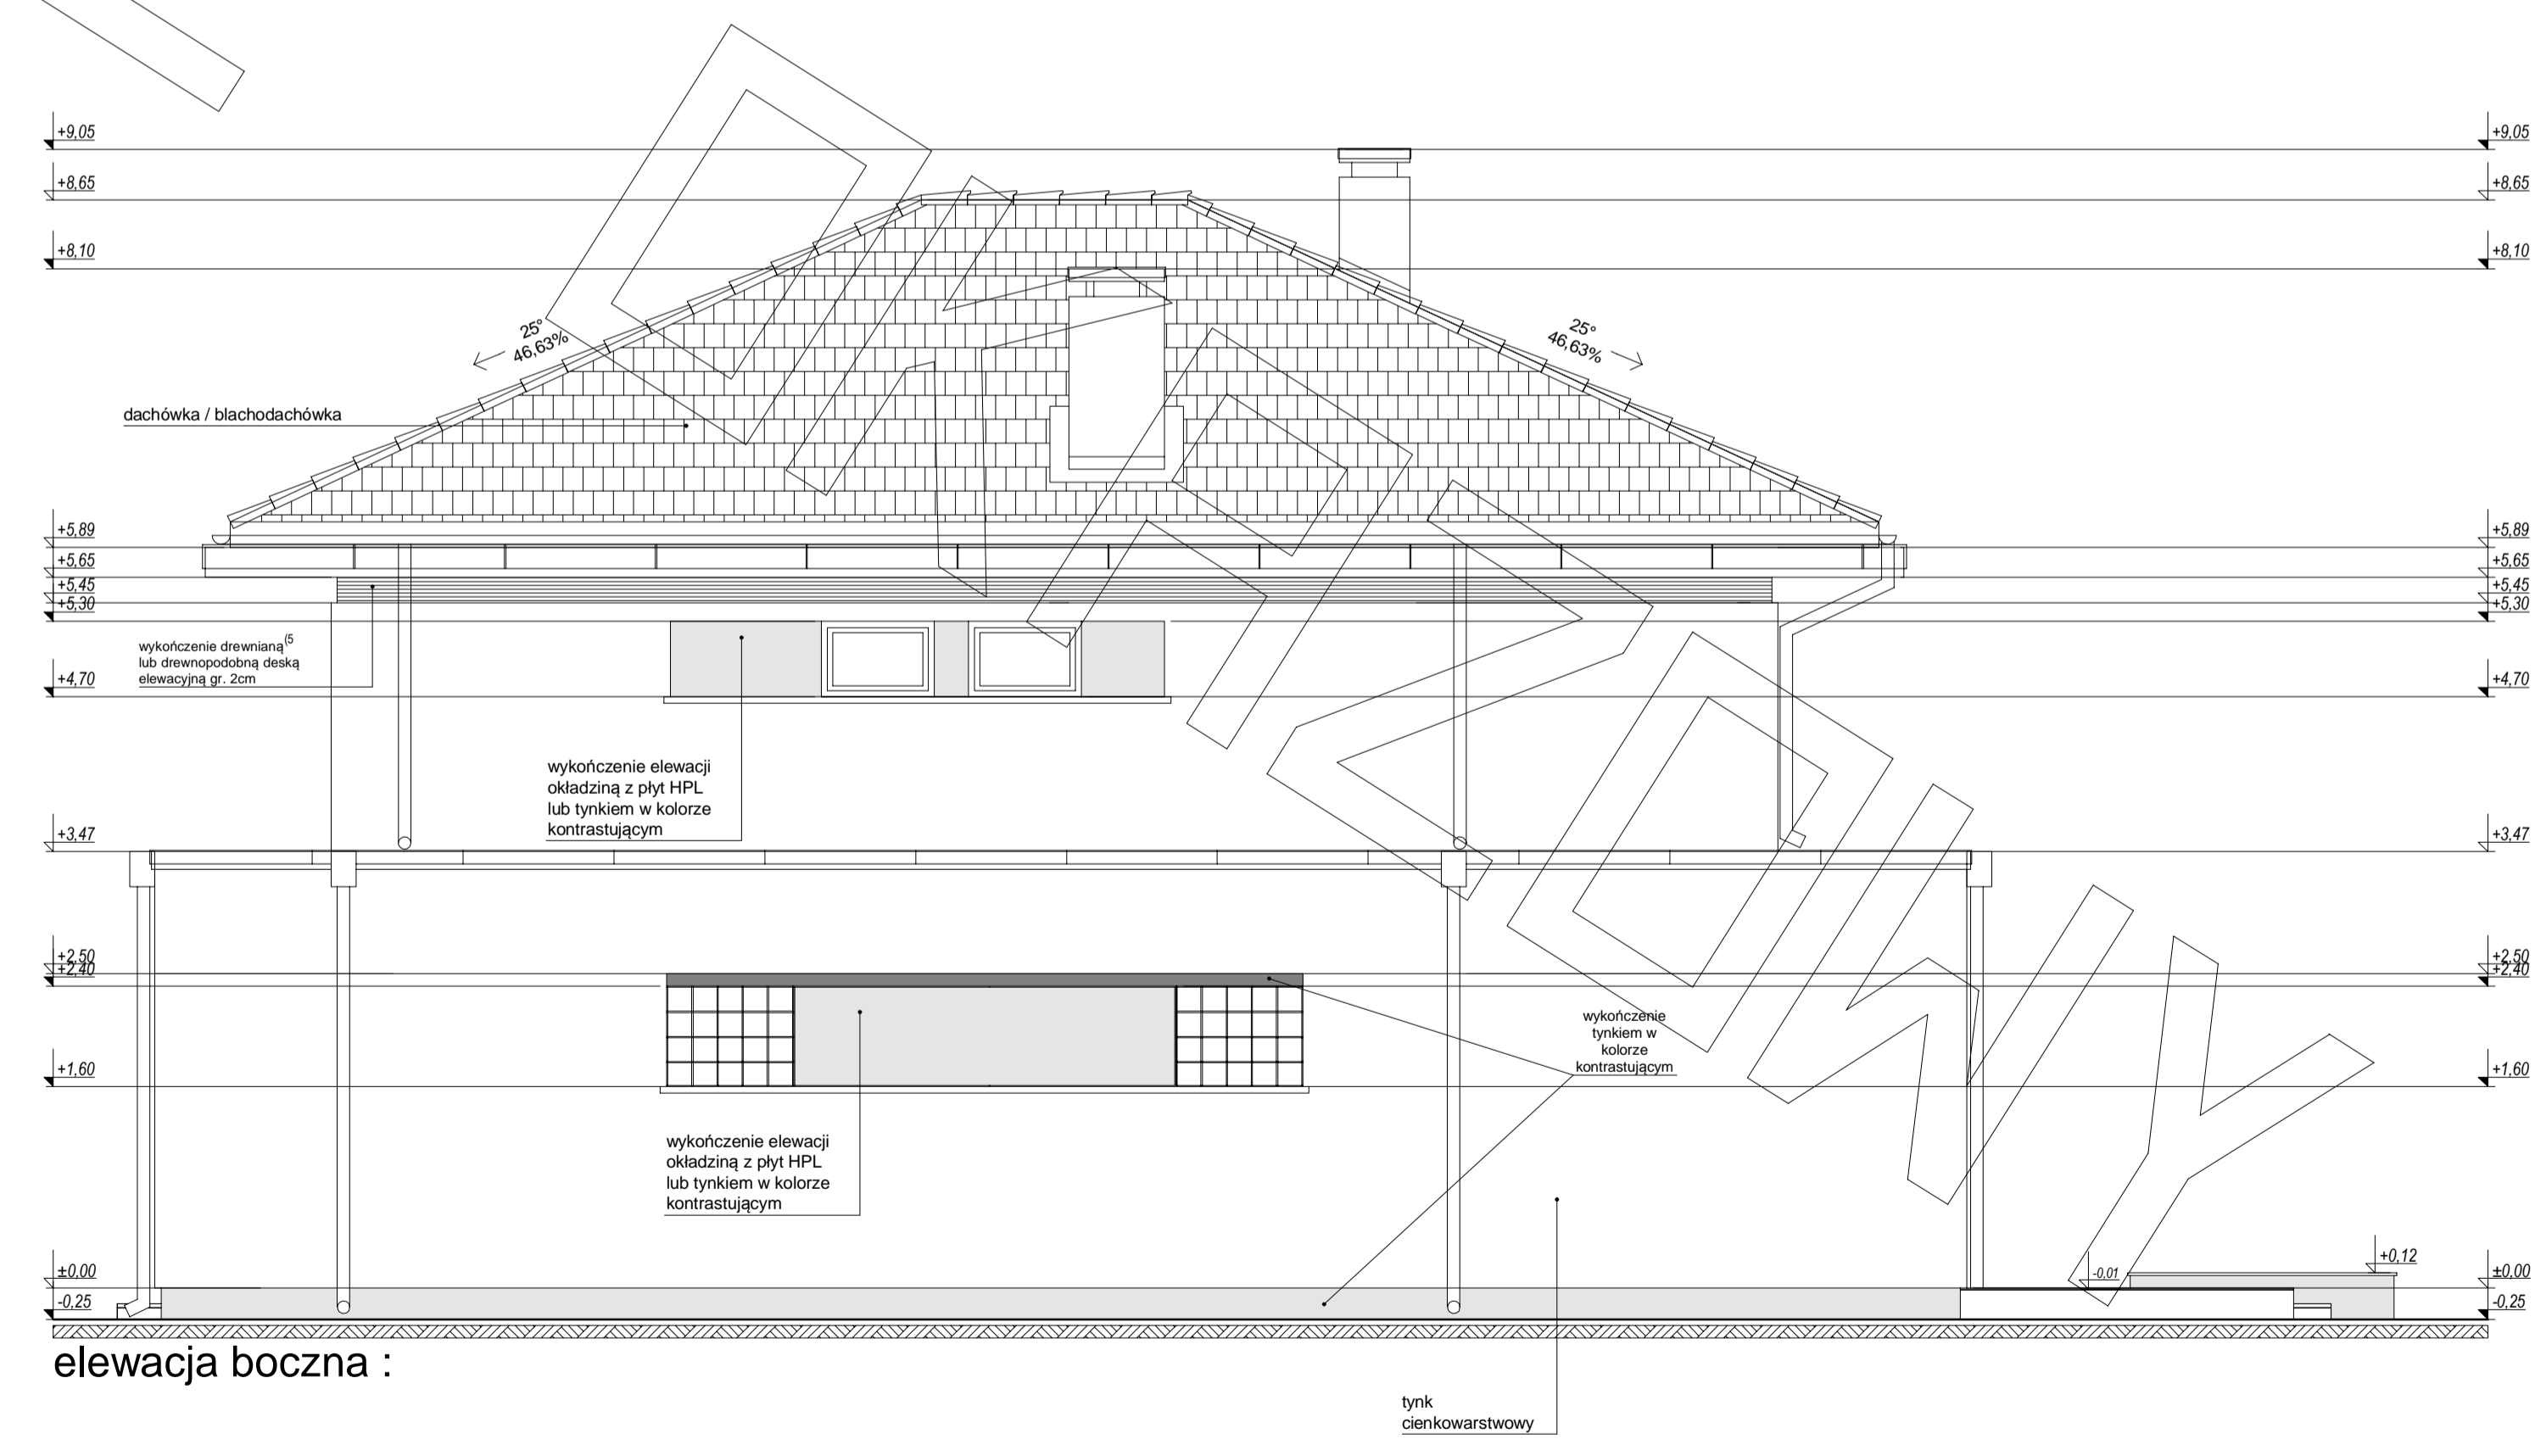 +9,05
+9,05
+8,65
+8,65
+8,10
+8,10
25°
46,63%
25°
46,63%
dachówka / blachodachówka
+5,89
+5,89
+5,65
+5,65
+5,45
+5,45
+5,30
+5,30
wykończenie drewnianą(5
lub drewnopodobną deską
elewacyjną gr. 2cm
+4,70
+4,70
wykończenie elewacji
okładziną z płyt HPL
lub tynkiem w kolorze
kontrastującym
+3,47
+3,47
+2,50
+2,50
+2,40
+2,40
wykończenie
tynkiem w
kolorze
kontrastującym
+1,60
+1,60
wykończenie elewacji
okładziną z płyt HPL
lub tynkiem w kolorze
kontrastującym
±0,00
-0,01
+0,12
±0,00
-0,25
-0,25
elewacja boczna :
tynk
cienkowarstwowy